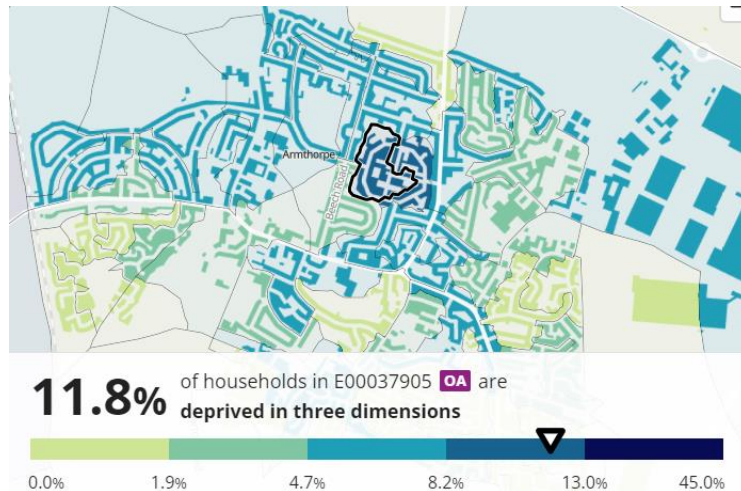 Armthorpe
Beech Road
11.8% of households in E00037905 OA are
deprived in three dimensions
0.0% 1.9% 4.7% 8.2% 13.0% 45.0%